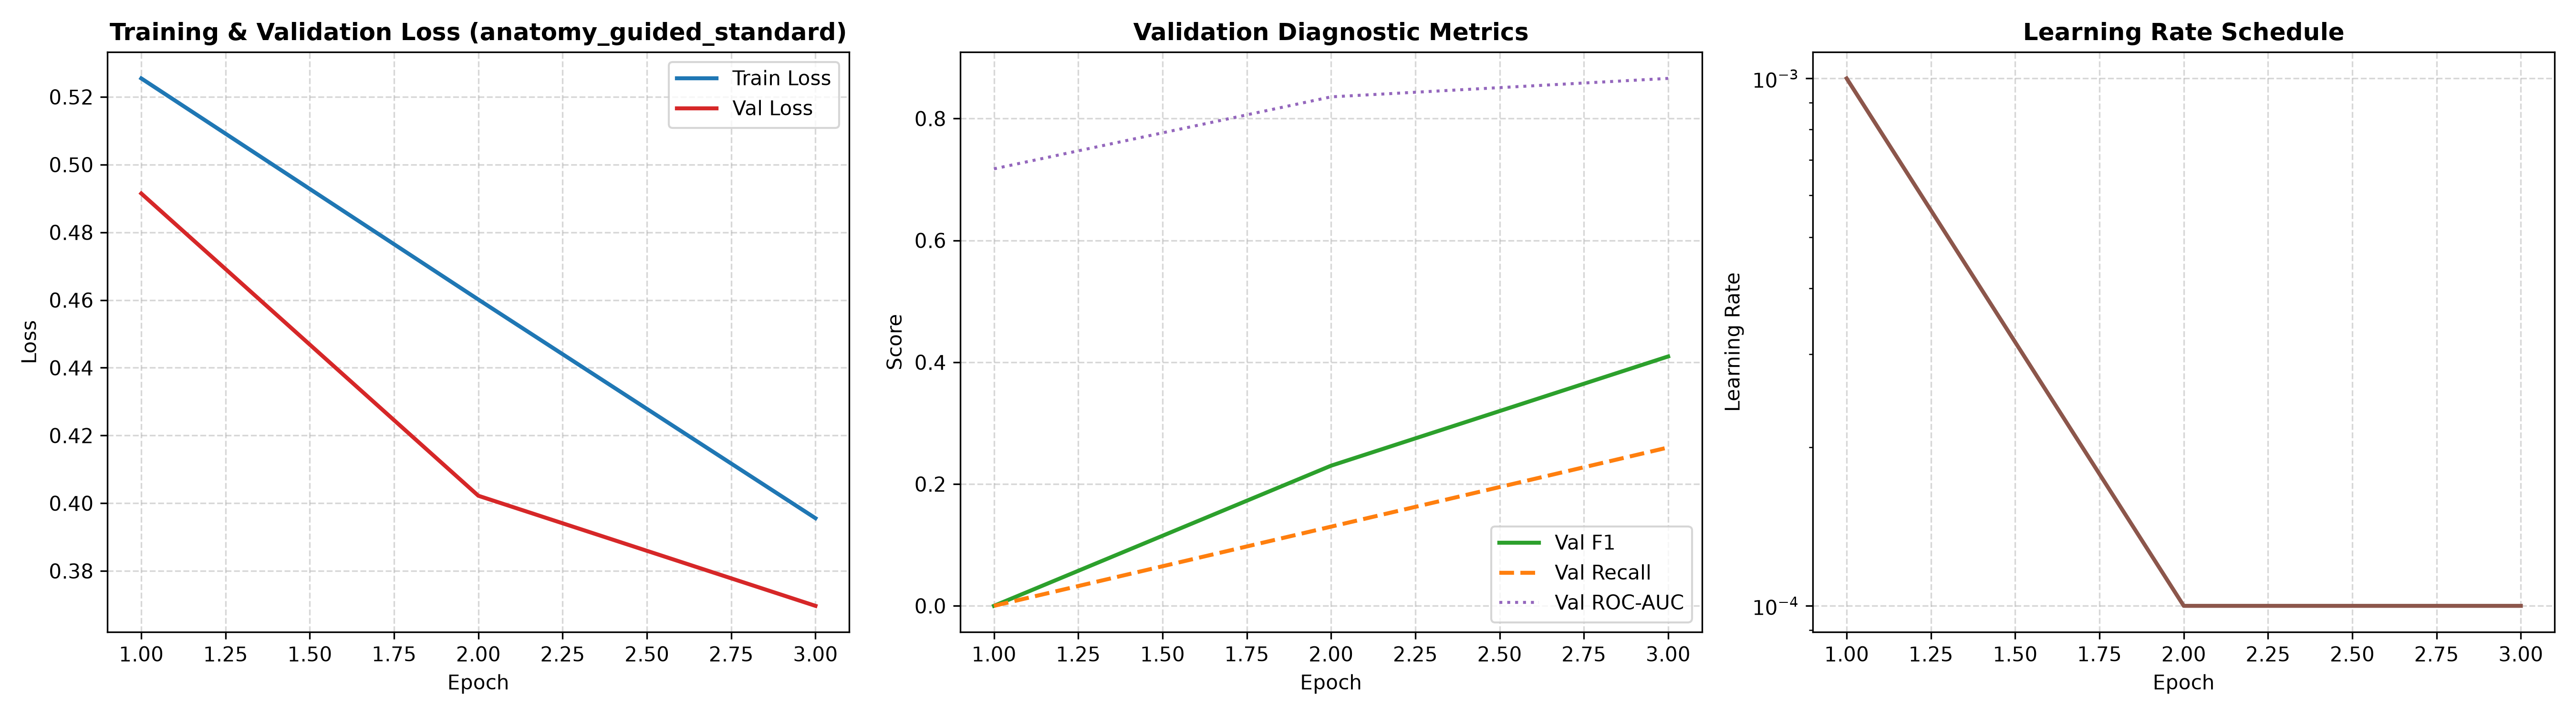 Training & Validation Loss (anatomy_guided_standard)
Train Loss
Val Loss
0.52
0.50
0.48
0.46
0.44
0.42
0.40
0.38
Loss
1.00 1.25 1.50 1.75 2.00 2.25 2.50 2.75 3.00
Epoch
Validation Diagnostic Metrics
0.8
0.6
0.4
0.2
0.0
Score
Val F1
Val Recall
Val ROC-AUC
1.00 1.25 1.50 1.75 2.00 2.25 2.50 2.75 3.00
Epoch
Learning Rate Schedule
10⁻³
10⁻⁴
Learning Rate
1.00 1.25 1.50 1.75 2.00 2.25 2.50 2.75 3.00
Epoch